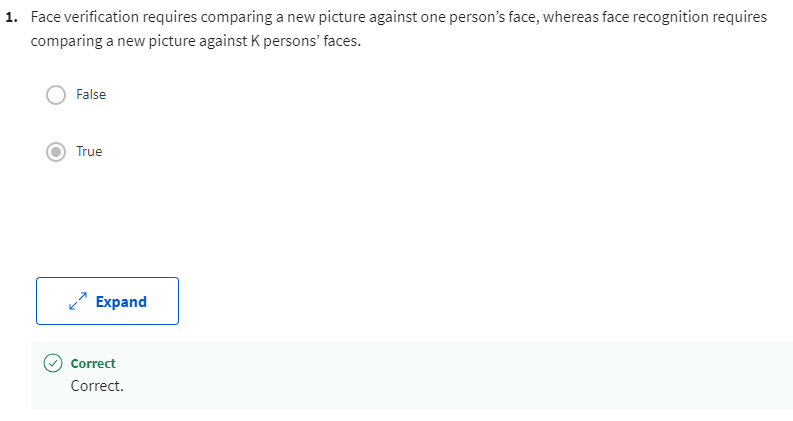 1. Face verification requires comparing a new picture against one person’s face, whereas face recognition requires
comparing a new picture against K persons’ faces.
False
True
Expand
Correct
Correct.